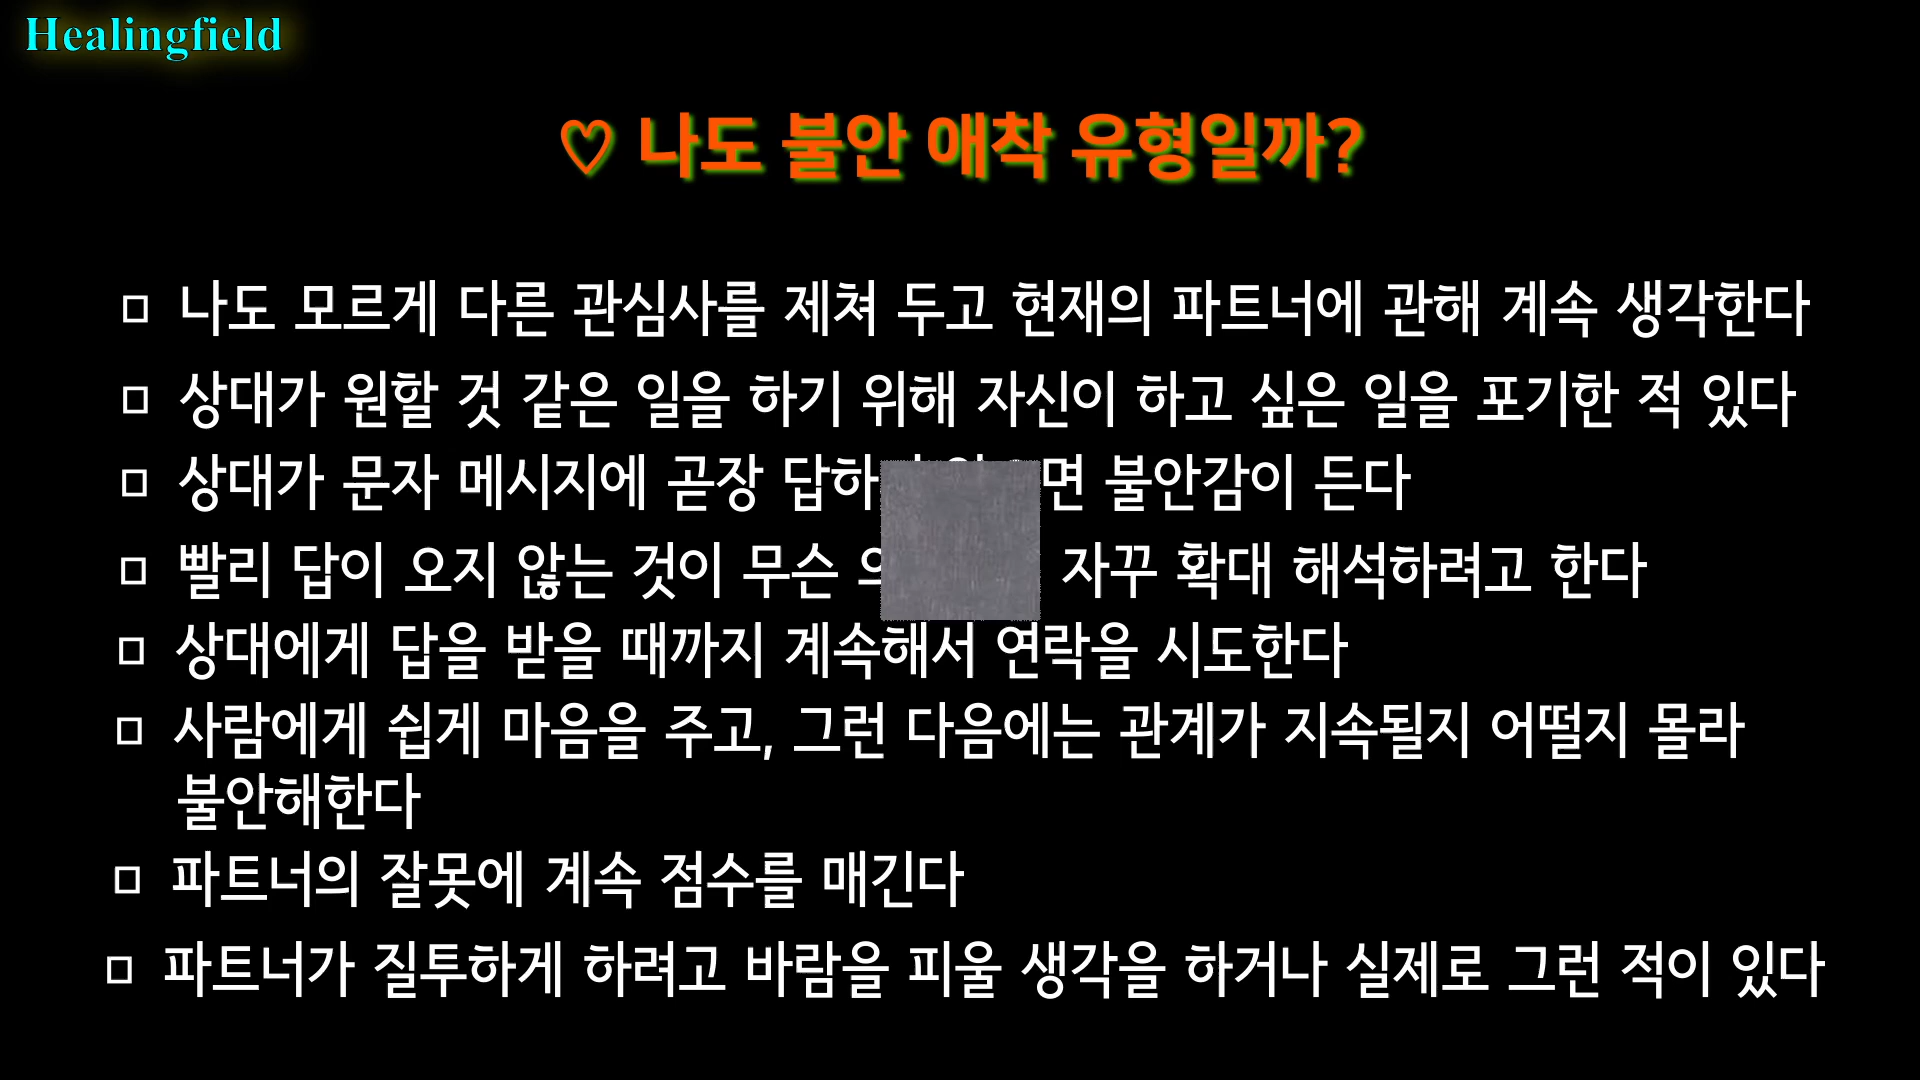 Healingfield
♡ 나도 불안 애착 유형일까?
□ 나도 모르게 다른 관심사를 제쳐 두고 현재의 파트너에 관해 계속 생각한다
□ 상대가 원할 것 같은 일을 하기 위해 자신이 하고 싶은 일을 포기한 적 있다
□ 상대가 문자 메시지에 곧장 불안감이 든다
□ 빨리 답이 오지 않는 것이 무슨 자꾸 확대 해석하려고 한다
□ 상대에게 답을 받을 때까지 계속해서 연락을 시도한다
□ 사람에게 쉽게 마음을 주고, 그런 다음에는 관계가 지속될지 어떨지 몰라
불안해한다
□ 파트너의 잘못에 계속 점수를 매긴다
□ 파트너가 질투하게 하려고 바람을 피울 생각을 하거나 실제로 그런 적이 있다